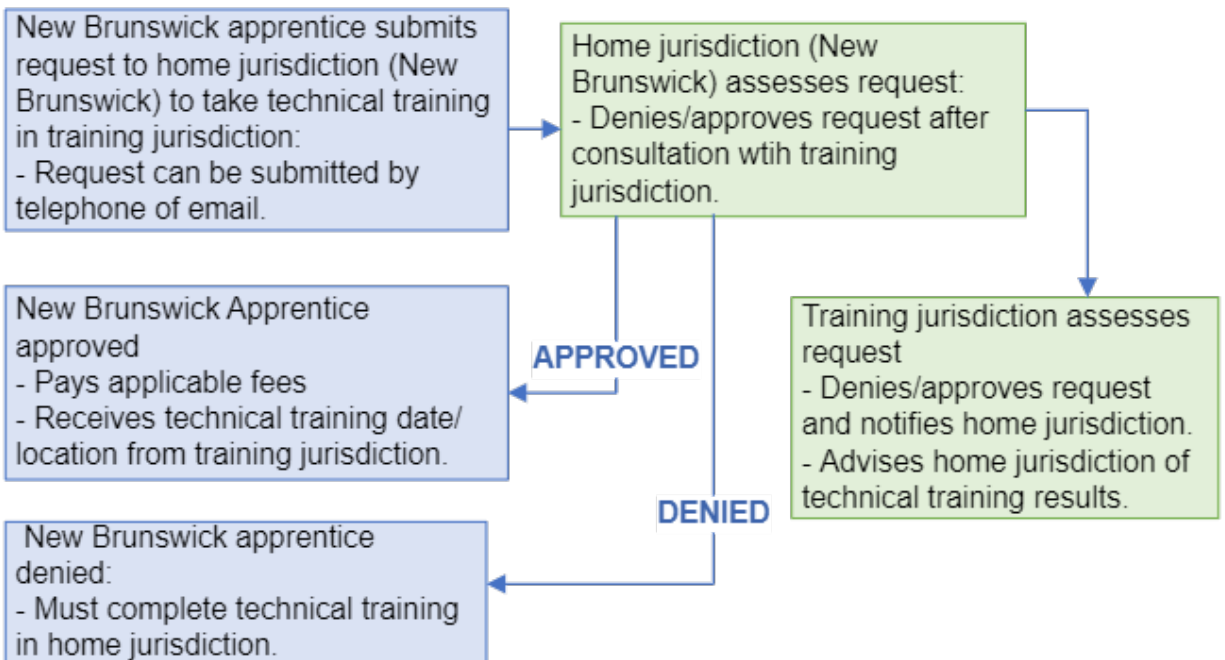 New Brunswick apprentice submits
request to home jurisdiction (New
Brunswick) to take technical training
in training jurisdiction:
- Request can be submitted by
telephone of email.
Home jurisdiction (New
Brunswick) assesses request:
- Denies/approves request after
consultation wtih training
jurisdiction.
New Brunswick Apprentice
approved
- Pays applicable fees
- Receives technical training date/
location from training jurisdiction.
APPROVED
Training jurisdiction assesses
request
- Denies/approves request
and notifies home jurisdiction.
- Advises home jurisdiction of
technical training results.
DENIED
New Brunswick apprentice
denied:
- Must complete technical training
in home jurisdiction.